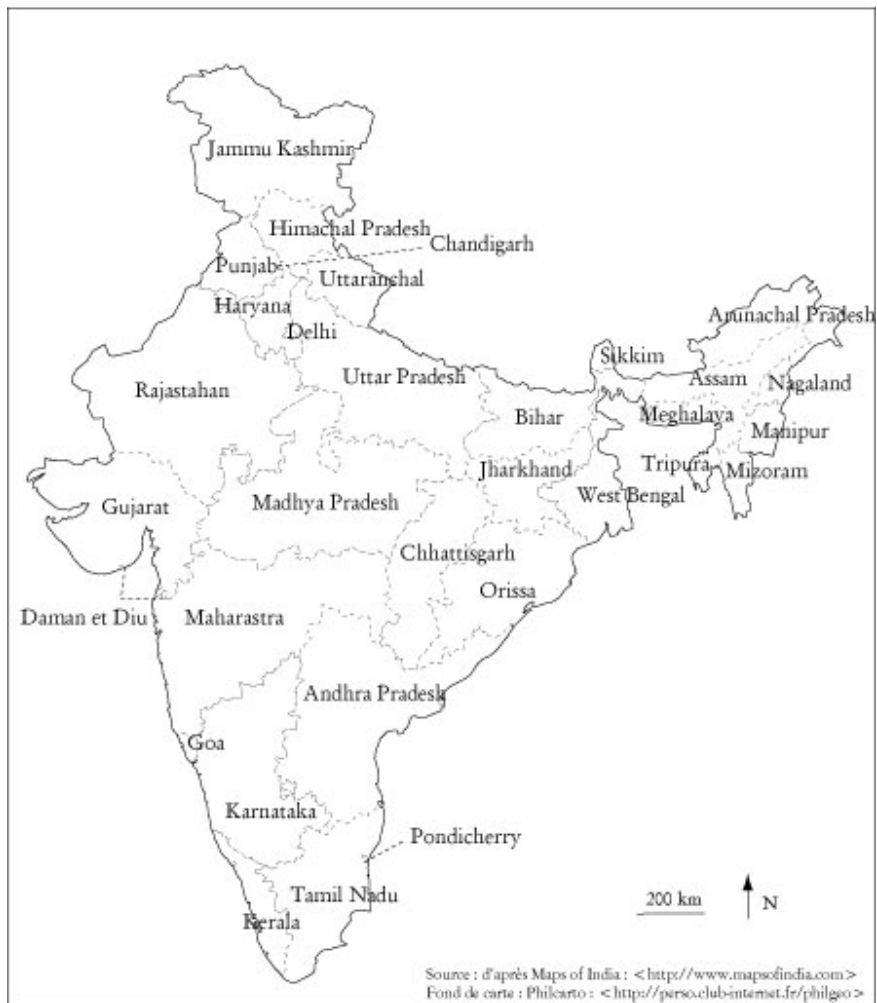 Jammu Kashmir
Himachal Pradesh
Chandigarh
Punjab
Uttaranchal
Haryana
Delhi
Arunachal Pradesh
Sikkim
Assam
Nagaland
Rajastahan
Uttar Pradesh
Bihar
Meghalaya
Manipur
Jharkhand
Tripura
Mizoram
West Bengal
Gujarat
Madhya Pradesh
Chhattisgarh
Orissa
Daman et Diu
Maharastra
Andhra Pradesh
Goa
Karnataka
Pondicherry
Tamil Nadu
Kerala
200 km
N
Source : d'après Maps of India : <http://www.mapsofindia.com>
Fond de carte : Philcarto : <http://perso.club-internet.fr/philgeo>